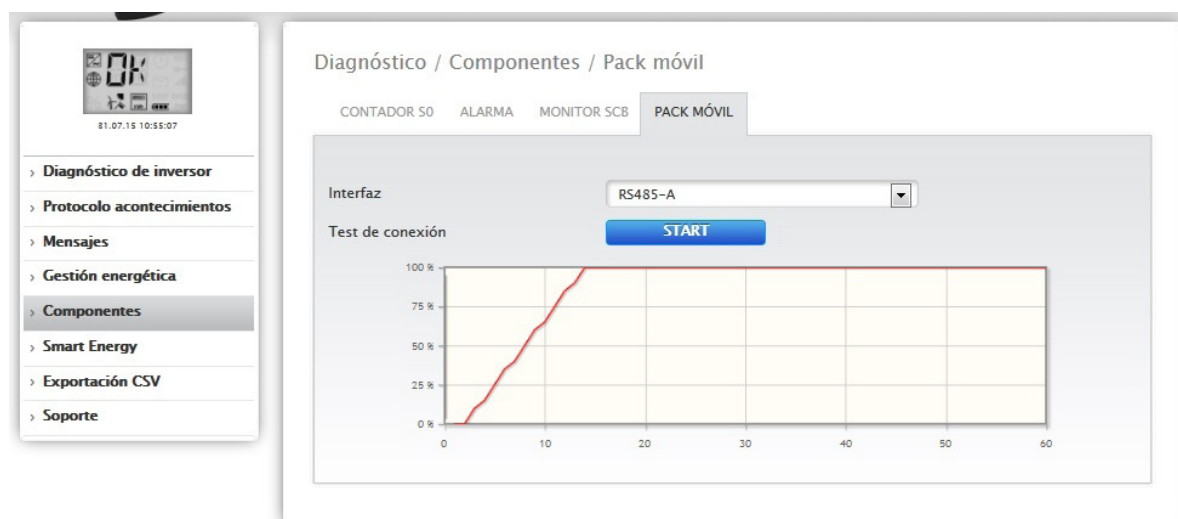 OK
81.07.15 10:55:07
› Diagnóstico de inversor
› Protocolo acontecimientos
› Mensajes
› Gestión energética
› Componentes
› Smart Energy
› Exportación CSV
› Soporte
Diagnóstico / Componentes / Pack móvil
CONTADOR S0 ALARMA MONITOR SCB PACK MÓVIL
Interfaz RS485-A
Test de conexión START
100 %
75 %
50 %
25 %
0 %
0 10 20 30 40 50 60